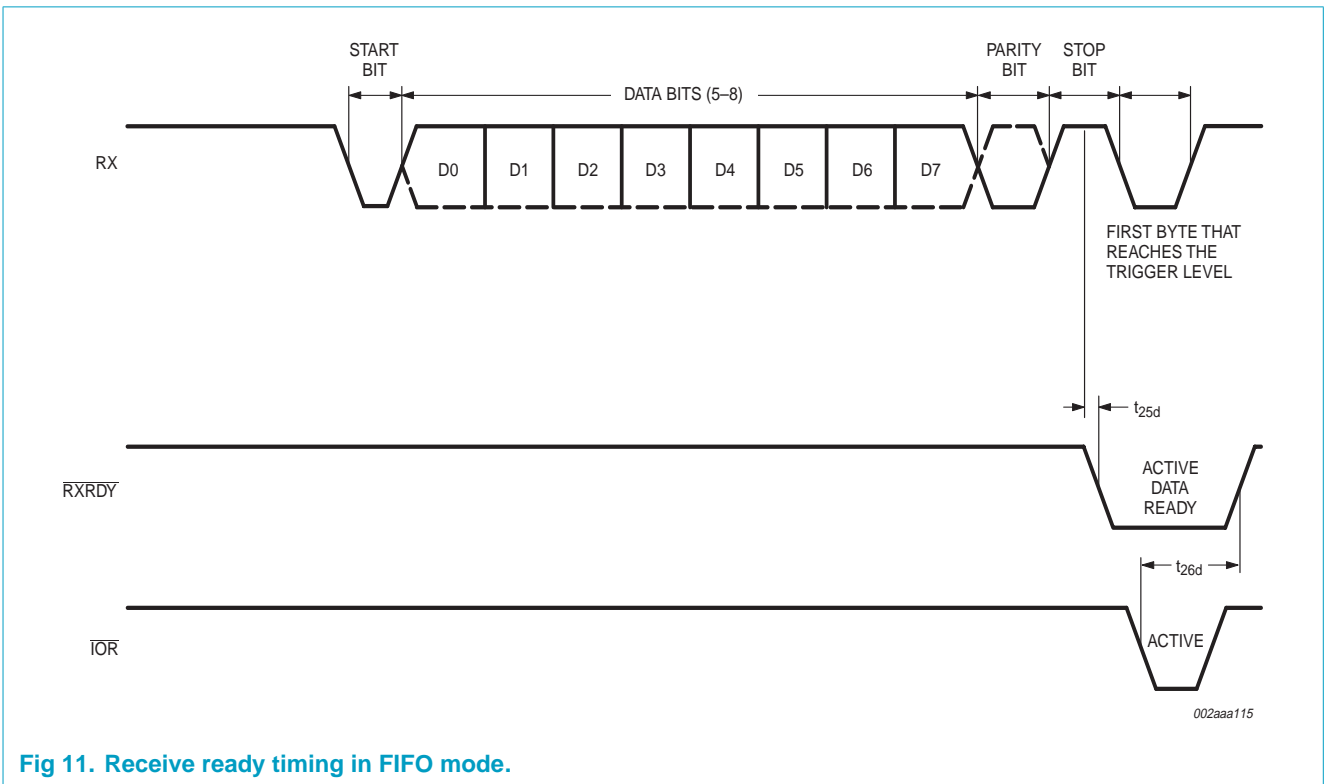 START
BIT
PARITY
BIT
STOP
BIT
DATA BITS (5–8)
RX
D0 D1 D2 D3 D4 D5 D6 D7
FIRST BYTE THAT
REACHES THE
TRIGGER LEVEL
t25d
RXRDY
ACTIVE
DATA
READY
t26d
IOR
ACTIVE
002aaa115
Fig 11. Receive ready timing in FIFO mode.